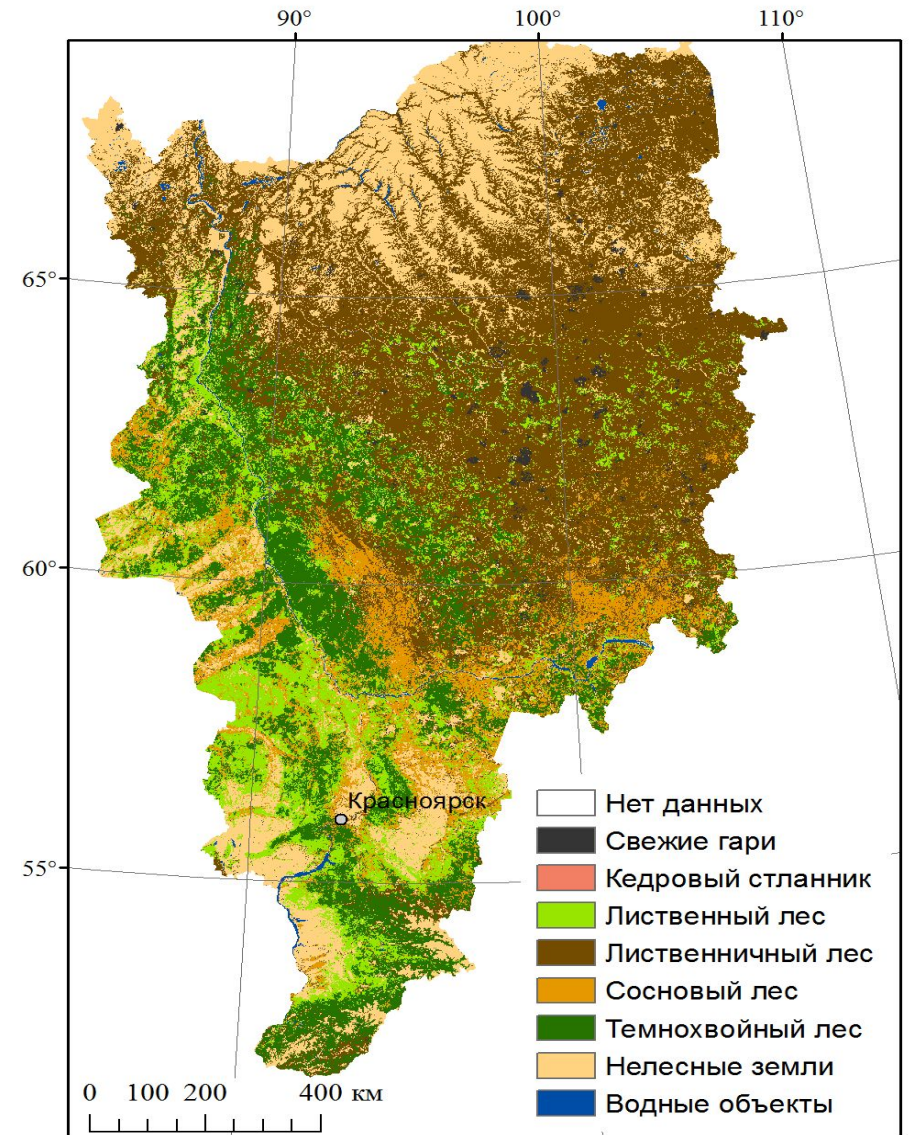 90° 100° 110°
65°
60°
55°
Красноярск
Нет данных
Свежие гари
Кедровый стланник
Лиственный лес
Лиственничный лес
Сосновый лес
Темнохвойный лес
Нелесные земли
Водные объекты
0 100 200 400 км